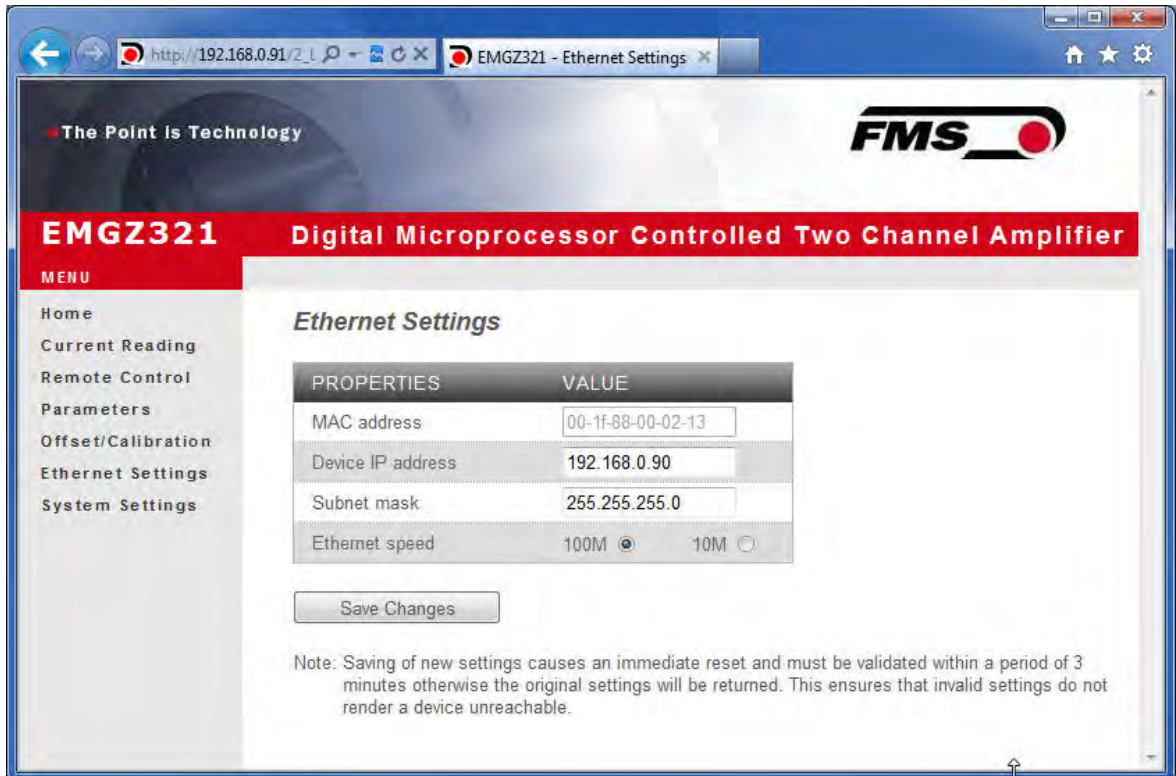 http://192.168.0.91/2_
EMGZ321 - Ethernet Settings
The Point is Technology
FMS
EMGZ321
Digital Microprocessor Controlled Two Channel Amplifier
MENU
Home
Current Reading
Remote Control
Parameters
Offset/Calibration
Ethernet Settings
System Settings
Ethernet Settings
PROPERTIES VALUE
MAC address 00-1f-88-00-02-13
Device IP address 192.168.0.90
Subnet mask 255.255.255.0
Ethernet speed 100M 10M
Save Changes
Note: Saving of new settings causes an immediate reset and must be validated within a period of 3
minutes otherwise the original settings will be returned. This ensures that invalid settings do not
render a device unreachable.